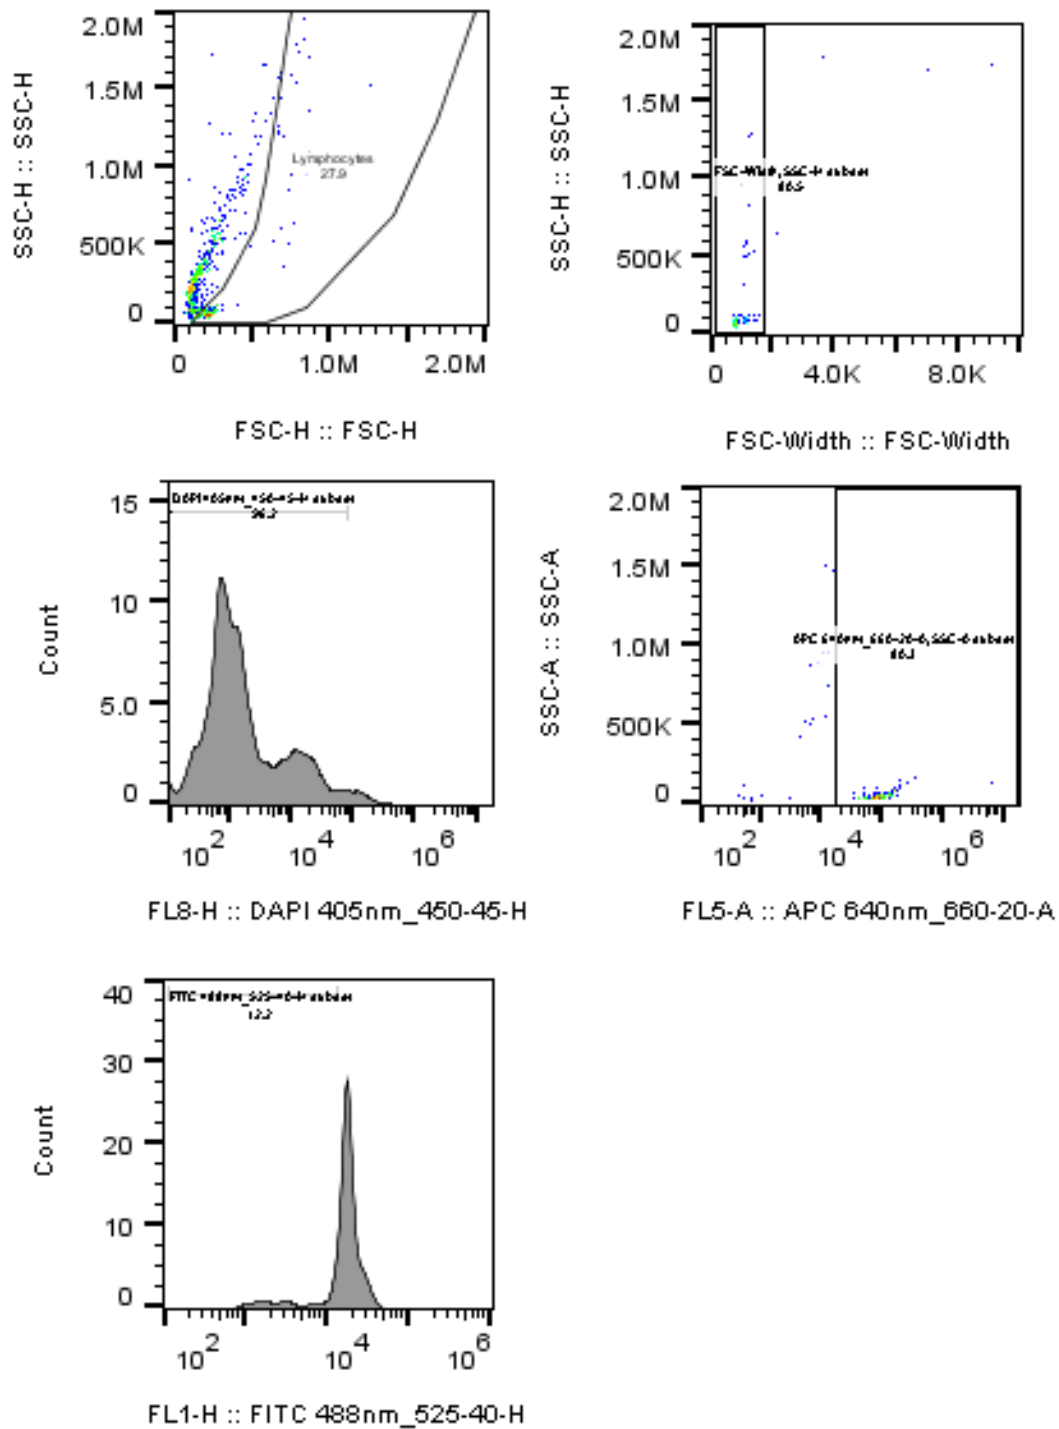 2.0M
1.5M
1.0M
500K
0
SSC-H :: SSC-H
Lymphocytes
27.9
0 1.0M 2.0M
FSC-H :: FSC-H
2.0M
1.5M
1.0M
500K
0
SSC-H :: SSC-H
0 4.0K 8.0K
FSC-Width :: FSC-Width
15
10
5.0
0
Count
10^2 10^4 10^6
FL8-H :: DAPI 405nm_450-45-H
2.0M
1.5M
1.0M
500K
0
SSC-A :: SSC-A
10^2 10^4 10^6
FL5-A :: APC 640nm_660-20-A
40
30
20
10
0
Count
10^2 10^4 10^6
FL1-H :: FITC 488nm_525-40-H